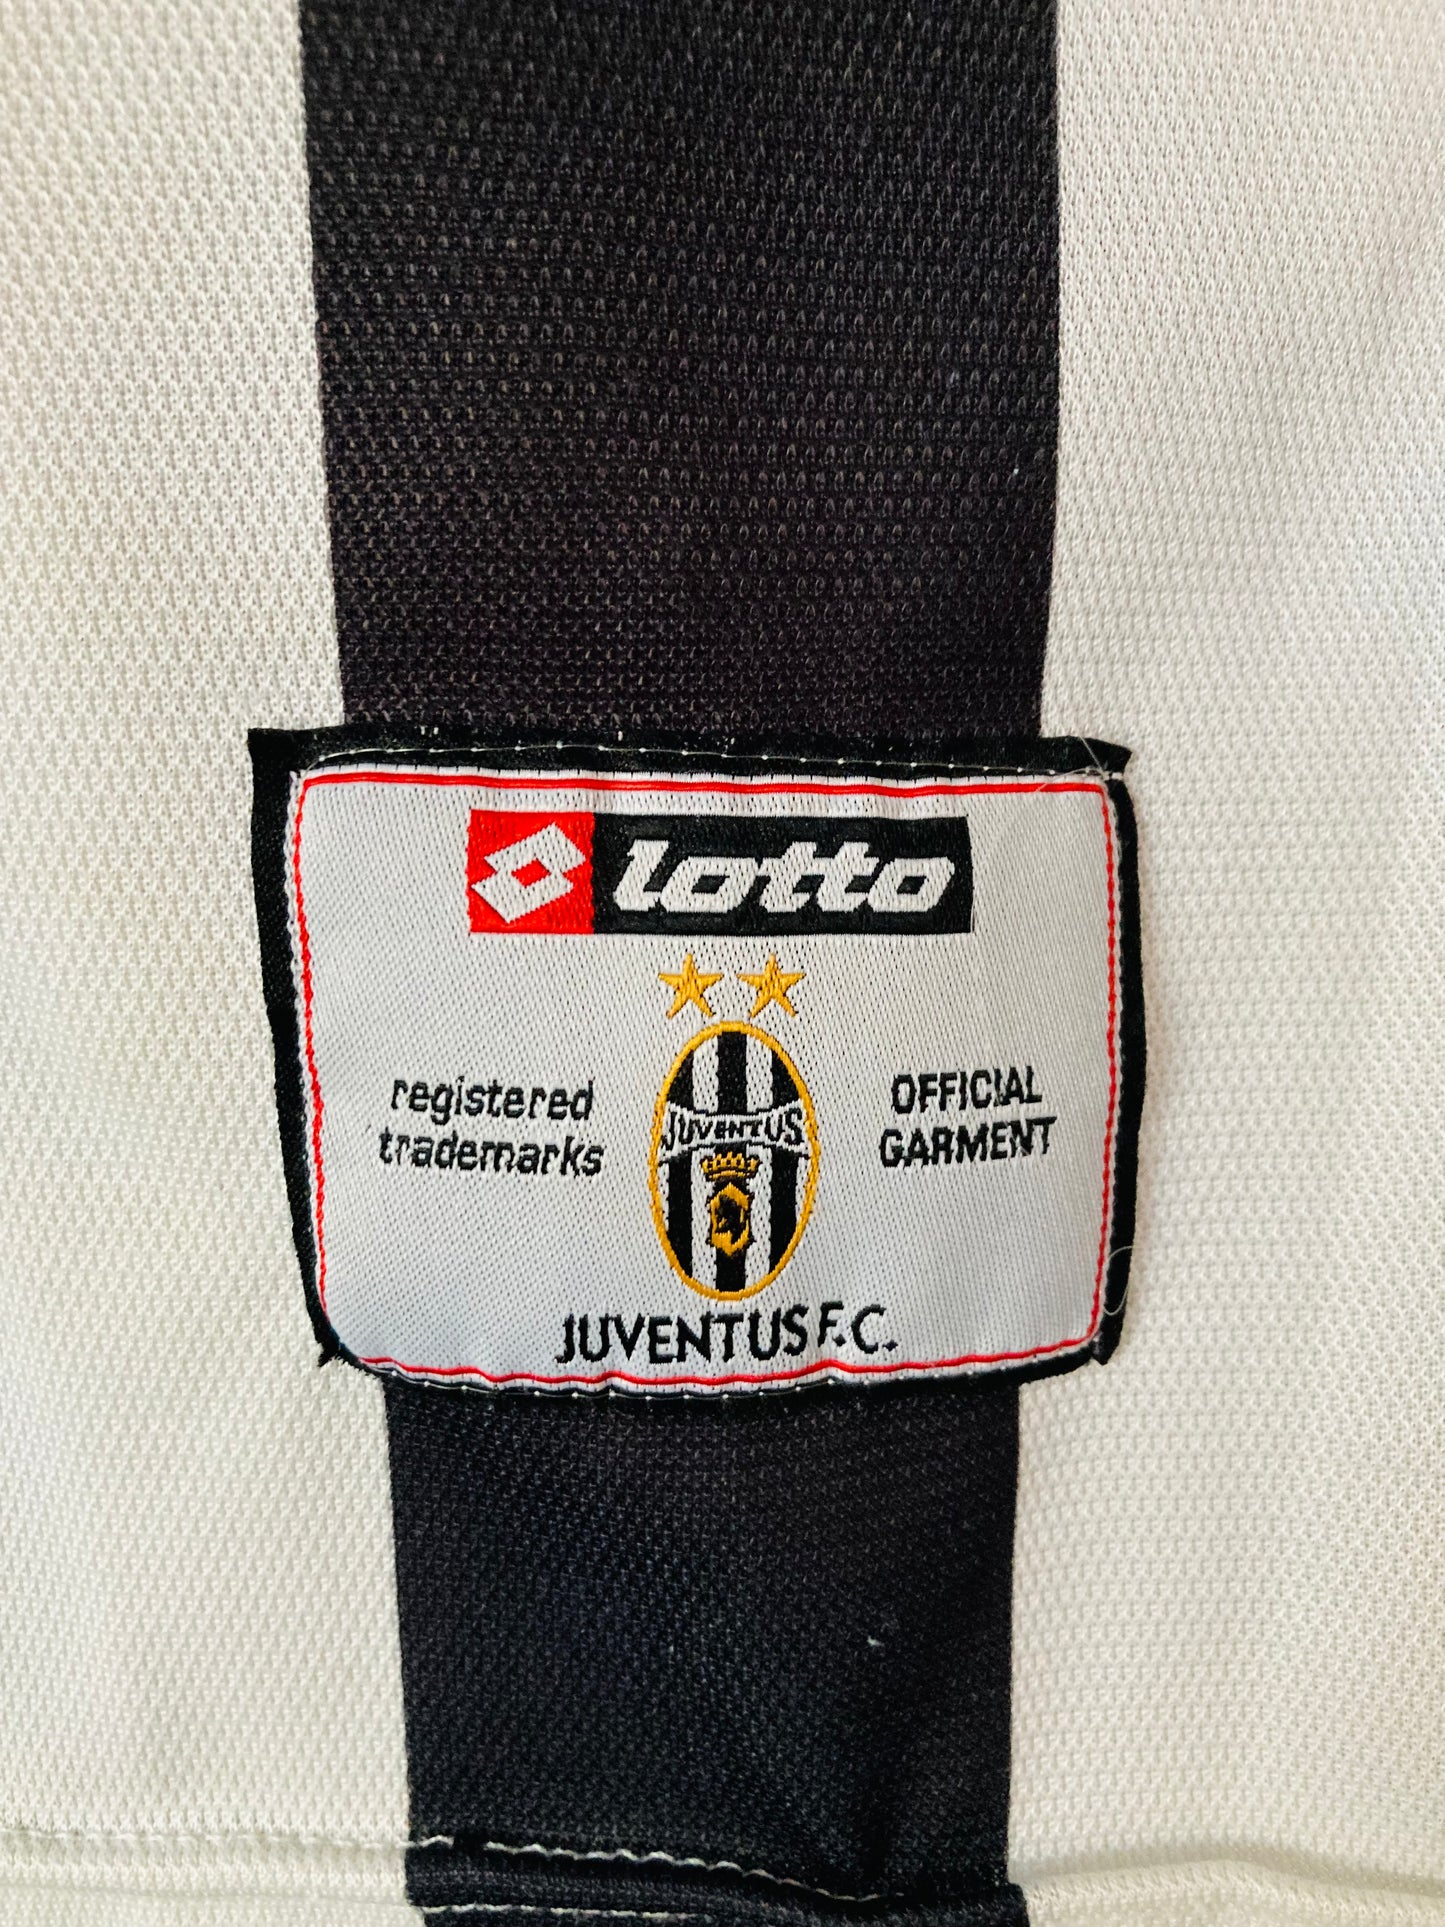 lotto
registered
trademarks
JUVENTUS
OFFICIAL
GARMENT
JUVENTUS F.C.